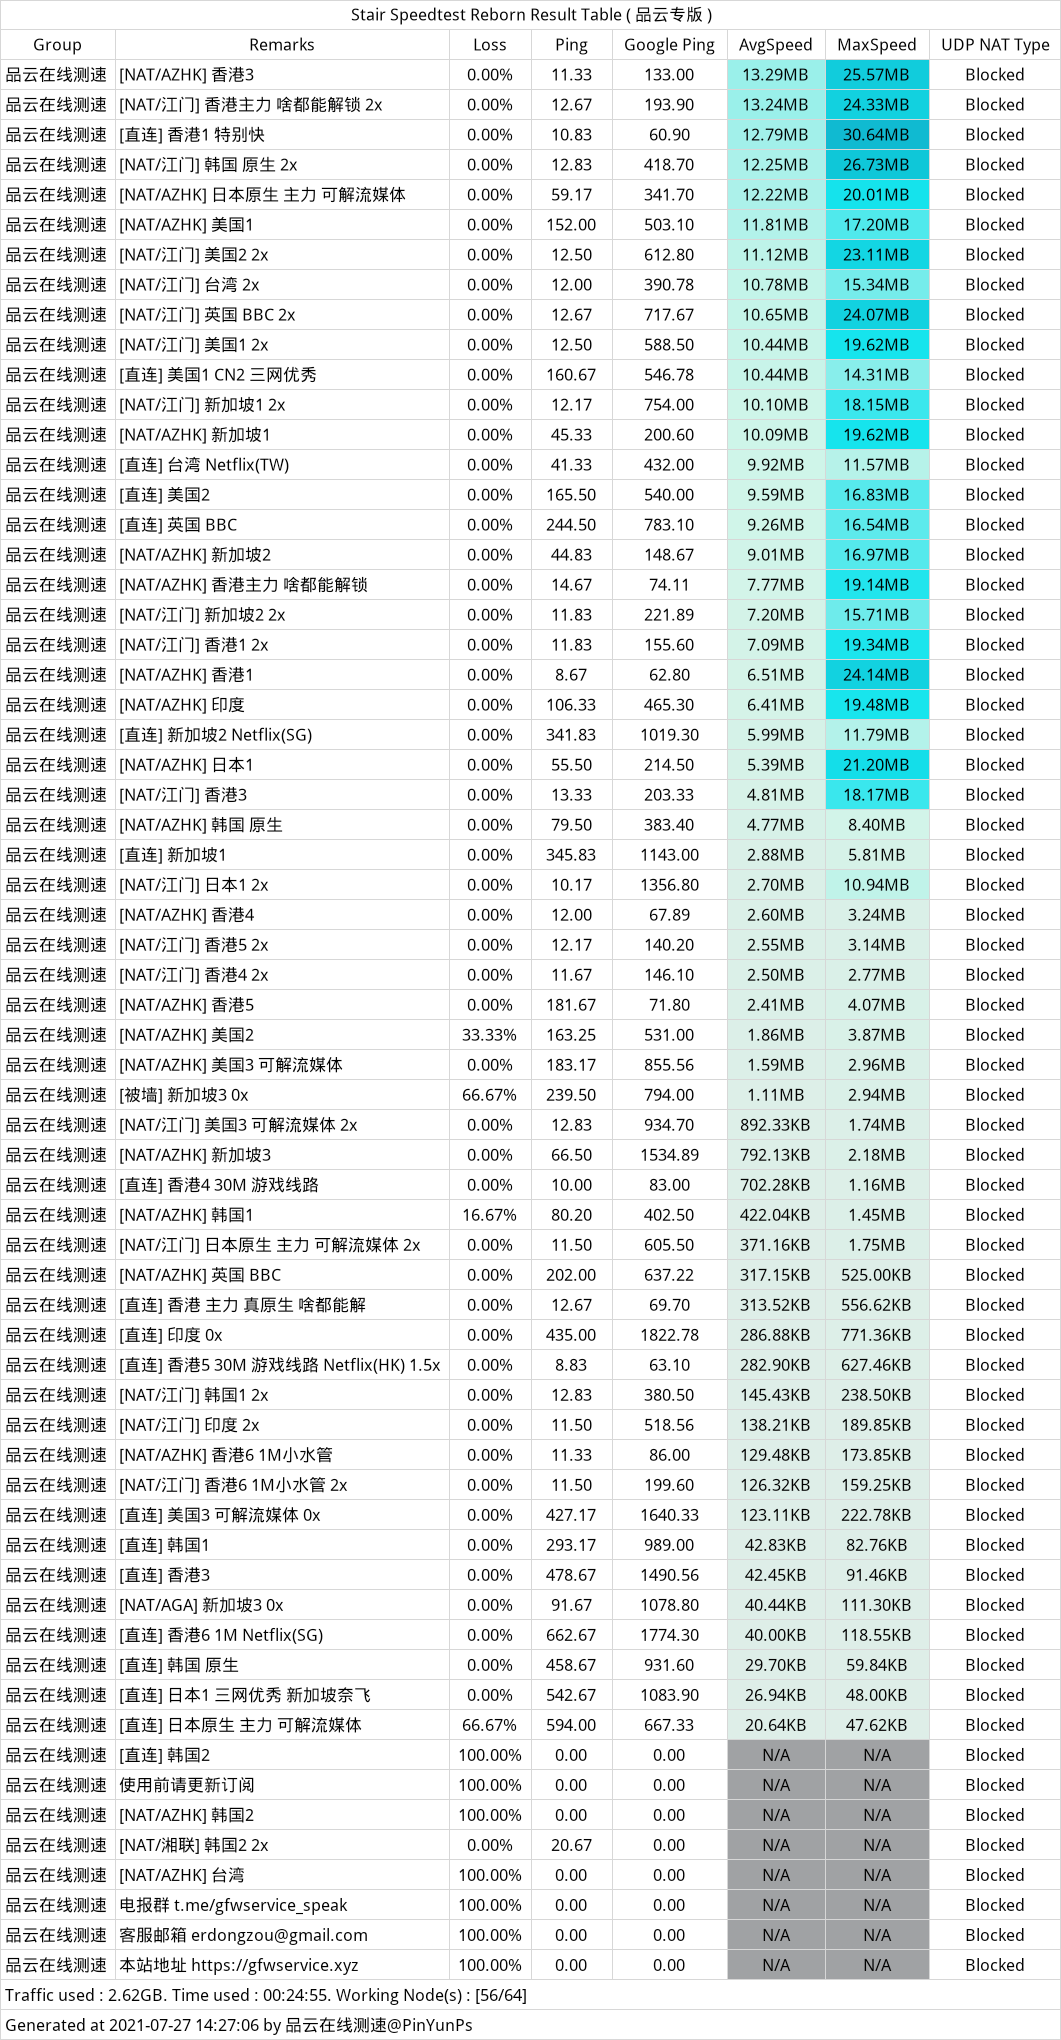 Stair Speedtest Reborn Result Table ( 品云专版 )
Group Remarks Loss Ping Google Ping AvgSpeed MaxSpeed UDP NAT Type
品云在线测速 [NAT/AZHK] 香港3 0.00% 11.33 133.00 13.29MB 25.57MB Blocked
品云在线测速 [NAT/江门] 香港主力 啥都能解锁 2x 0.00% 12.67 193.90 13.24MB 24.33MB Blocked
品云在线测速 [直连] 香港1 特别快 0.00% 10.83 60.90 12.79MB 30.64MB Blocked
品云在线测速 [NAT/江门] 韩国 原生 2x 0.00% 12.83 418.70 12.25MB 26.73MB Blocked
品云在线测速 [NAT/AZHK] 日本原生 主力 可解流媒体 0.00% 59.17 341.70 12.22MB 20.01MB Blocked
品云在线测速 [NAT/AZHK] 美国1 0.00% 152.00 503.10 11.81MB 17.20MB Blocked
品云在线测速 [NAT/江门] 美国2 2x 0.00% 12.50 612.80 11.12MB 23.11MB Blocked
品云在线测速 [NAT/江门] 台湾 2x 0.00% 12.00 390.78 10.78MB 15.34MB Blocked
品云在线测速 [NAT/江门] 英国 BBC 2x 0.00% 12.67 717.67 10.65MB 24.07MB Blocked
品云在线测速 [NAT/江门] 美国1 2x 0.00% 12.50 588.50 10.44MB 19.62MB Blocked
品云在线测速 [直连] 美国1 CN2 三网优秀 0.00% 160.67 546.78 10.44MB 14.31MB Blocked
品云在线测速 [NAT/江门] 新加坡1 2x 0.00% 12.17 754.00 10.10MB 18.15MB Blocked
品云在线测速 [NAT/AZHK] 新加坡1 0.00% 45.33 200.60 10.09MB 19.62MB Blocked
品云在线测速 [直连] 台湾 Netflix(TW) 0.00% 41.33 432.00 9.92MB 11.57MB Blocked
品云在线测速 [直连] 美国2 0.00% 165.50 540.00 9.59MB 16.83MB Blocked
品云在线测速 [直连] 英国 BBC 0.00% 244.50 783.10 9.26MB 16.54MB Blocked
品云在线测速 [NAT/AZHK] 新加坡2 0.00% 44.83 148.67 9.01MB 16.97MB Blocked
品云在线测速 [NAT/AZHK] 香港主力 啥都能解锁 0.00% 14.67 74.11 7.77MB 19.14MB Blocked
品云在线测速 [NAT/江门] 新加坡2 2x 0.00% 11.83 221.89 7.20MB 15.71MB Blocked
品云在线测速 [NAT/江门] 香港1 2x 0.00% 11.83 155.60 7.09MB 19.34MB Blocked
品云在线测速 [NAT/AZHK] 香港1 0.00% 8.67 62.80 6.51MB 24.14MB Blocked
品云在线测速 [NAT/AZHK] 印度 0.00% 106.33 465.30 6.41MB 19.48MB Blocked
品云在线测速 [直连] 新加坡2 Netflix(SG) 0.00% 341.83 1019.30 5.99MB 11.79MB Blocked
品云在线测速 [NAT/AZHK] 日本1 0.00% 55.50 214.50 5.39MB 21.20MB Blocked
品云在线测速 [NAT/江门] 香港3 0.00% 13.33 203.33 4.81MB 18.17MB Blocked
品云在线测速 [NAT/AZHK] 韩国 原生 0.00% 79.50 383.40 4.77MB 8.40MB Blocked
品云在线测速 [直连] 新加坡1 0.00% 345.83 1143.00 2.88MB 5.81MB Blocked
品云在线测速 [NAT/江门] 日本1 2x 0.00% 10.17 1356.80 2.70MB 10.94MB Blocked
品云在线测速 [NAT/AZHK] 香港4 0.00% 12.00 67.89 2.60MB 3.24MB Blocked
品云在线测速 [NAT/江门] 香港5 2x 0.00% 12.17 140.20 2.55MB 3.14MB Blocked
品云在线测速 [NAT/江门] 香港4 2x 0.00% 11.67 146.10 2.50MB 2.77MB Blocked
品云在线测速 [NAT/AZHK] 香港5 0.00% 181.67 71.80 2.41MB 4.07MB Blocked
品云在线测速 [NAT/AZHK] 美国2 33.33% 163.25 531.00 1.86MB 3.87MB Blocked
品云在线测速 [NAT/AZHK] 美国3 可解流媒体 0.00% 183.17 855.56 1.59MB 2.96MB Blocked
品云在线测速 [被墙] 新加坡3 0x 66.67% 239.50 794.00 1.11MB 2.94MB Blocked
品云在线测速 [NAT/江门] 美国3 可解流媒体 2x 0.00% 12.83 934.70 892.33KB 1.74MB Blocked
品云在线测速 [NAT/AZHK] 新加坡3 0.00% 66.50 1534.89 792.13KB 2.18MB Blocked
品云在线测速 [直连] 香港4 30M 游戏线路 0.00% 10.00 83.00 702.28KB 1.16MB Blocked
品云在线测速 [NAT/AZHK] 韩国1 16.67% 80.20 402.50 422.04KB 1.45MB Blocked
品云在线测速 [NAT/江门] 日本原生 主力 可解流媒体 2x 0.00% 11.50 605.50 371.16KB 1.75MB Blocked
品云在线测速 [NAT/AZHK] 英国 BBC 0.00% 202.00 637.22 317.15KB 525.00KB Blocked
品云在线测速 [直连] 香港 主力 真原生 啥都能解 0.00% 12.67 69.70 313.52KB 556.62KB Blocked
品云在线测速 [直连] 印度 0x 0.00% 435.00 1822.78 286.88KB 771.36KB Blocked
品云在线测速 [直连] 香港5 30M 游戏线路 Netflix(HK) 1.5x 0.00% 8.83 63.10 282.90KB 627.46KB Blocked
品云在线测速 [NAT/江门] 韩国1 2x 0.00% 12.83 380.50 145.43KB 238.50KB Blocked
品云在线测速 [NAT/江门] 印度 2x 0.00% 11.50 518.56 138.21KB 189.85KB Blocked
品云在线测速 [NAT/AZHK] 香港6 1M小水管 0.00% 11.33 86.00 129.48KB 173.85KB Blocked
品云在线测速 [NAT/江门] 香港6 1M小水管 2x 0.00% 11.50 199.60 126.32KB 159.25KB Blocked
品云在线测速 [直连] 美国3 可解流媒体 0x 0.00% 427.17 1640.33 123.11KB 222.78KB Blocked
品云在线测速 [直连] 韩国1 0.00% 293.17 989.00 42.83KB 82.76KB Blocked
品云在线测速 [直连] 香港3 0.00% 478.67 1490.56 42.45KB 91.46KB Blocked
品云在线测速 [NAT/AGA] 新加坡3 0x 0.00% 91.67 1078.80 40.44KB 111.30KB Blocked
品云在线测速 [直连] 香港6 1M Netflix(SG) 0.00% 662.67 1774.30 40.00KB 118.55KB Blocked
品云在线测速 [直连] 韩国 原生 0.00% 458.67 931.60 29.70KB 59.84KB Blocked
品云在线测速 [直连] 日本1 三网优秀 新加坡奈飞 0.00% 542.67 1083.90 26.94KB 48.00KB Blocked
品云在线测速 [直连] 日本原生 主力 可解流媒体 66.67% 594.00 667.33 20.64KB 47.62KB Blocked
品云在线测速 [直连] 韩国2 100.00% 0.00 0.00 N/A N/A Blocked
品云在线测速 使用前请更新订阅 100.00% 0.00 0.00 N/A N/A Blocked
品云在线测速 [NAT/AZHK] 韩国2 100.00% 0.00 0.00 N/A N/A Blocked
品云在线测速 [NAT/湘联] 韩国2 2x 0.00% 20.67 0.00 N/A N/A Blocked
品云在线测速 [NAT/AZHK] 台湾 100.00% 0.00 0.00 N/A N/A Blocked
品云在线测速 电报群 t.me/gfwservice_speak 100.00% 0.00 0.00 N/A N/A Blocked
品云在线测速 客服邮箱 erdongzou@gmail.com 100.00% 0.00 0.00 N/A N/A Blocked
品云在线测速 本站地址 https://gfwservice.xyz 100.00% 0.00 0.00 N/A N/A Blocked
Traffic used : 2.62GB. Time used : 00:24:55. Working Node(s) : [56/64]
Generated at 2021-07-27 14:27:06 by 品云在线测速@PinYunPs